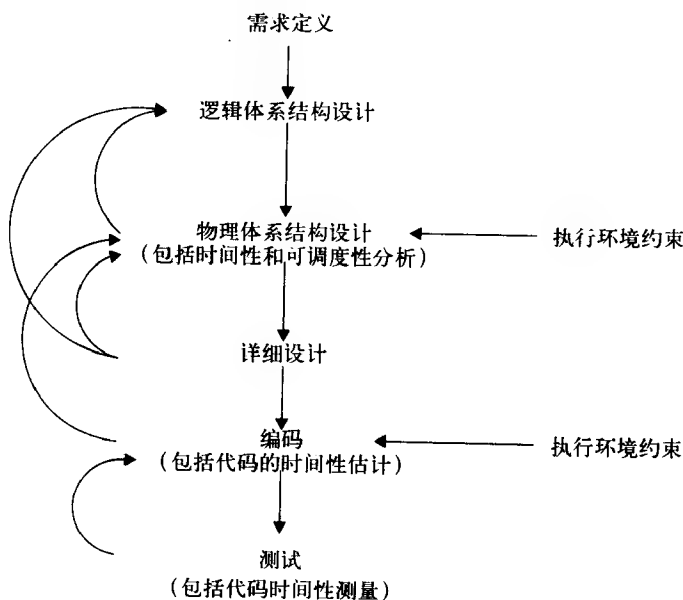 需求定义
逻辑体系结构设计
物理体系结构设计
执行环境约束
（包括时间性和可调度性分析）
详细设计
编码
执行环境约束
（包括代码的时间性估计）
测试
（包括代码时间性测量）